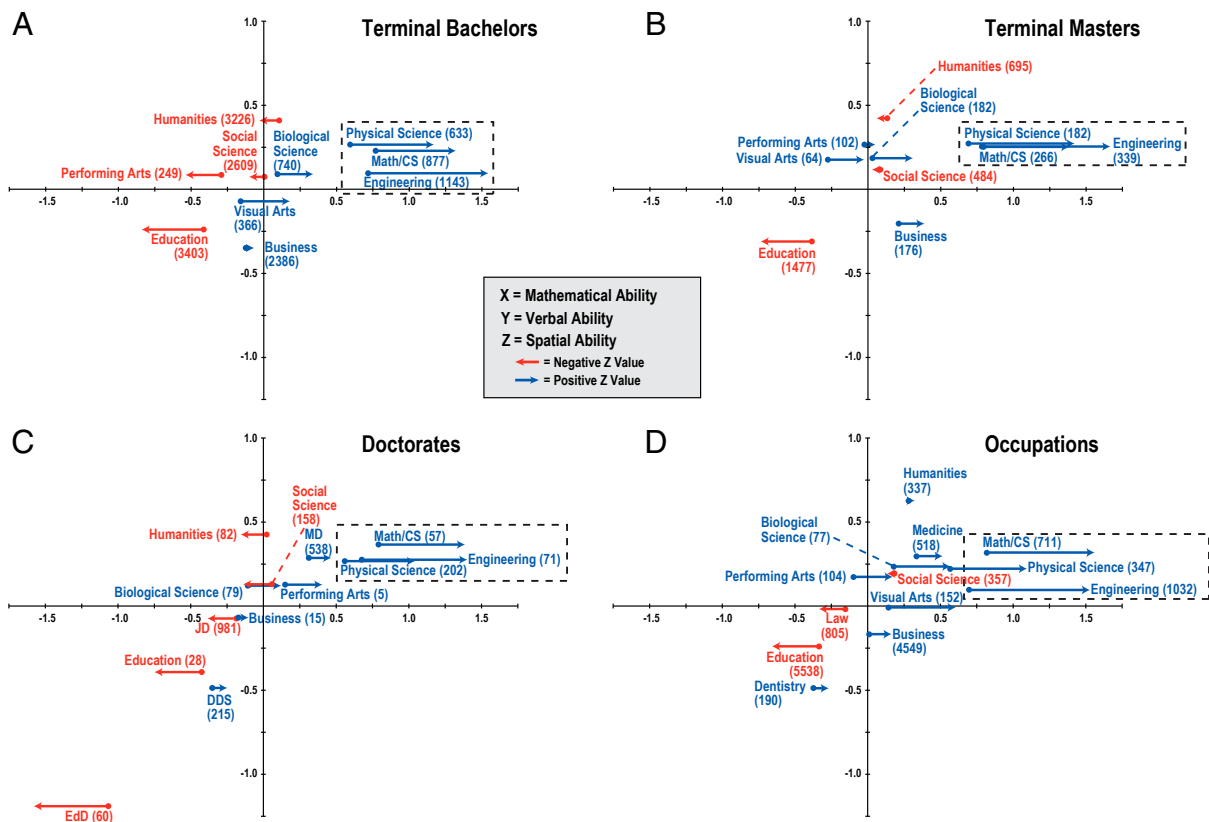 A
Terminal Bachelors
1.0
0.5
Humanities (3226)
Social
Science
(2609)
Biological
Science
(740)
Physical Science (633)
Math/CS (877)
Engineering (1143)
Performing Arts (249)
-1.5
-1.0
-0.5
0.5
1.0
1.5
Visual Arts
(366)
Education
(3403)
Business
(2386)
-0.5
-1.0
B
Terminal Masters
1.0
0.5
Humanities (695)
Biological
Science
(182)
Performing Arts (102)
Visual Arts (64)
Physical Science (182)
Math/CS (266)
Engineering
(339)
Social Science (484)
-1.5
-1.0
-0.5
0.5
1.0
1.5
Education
(1477)
Business
(176)
-0.5
-1.0
X = Mathematical Ability
Y = Verbal Ability
Z = Spatial Ability
= Negative Z Value
= Positive Z Value
C
Doctorates
1.0
0.5
Social
Science
(158)
Humanities (82)
MD
(538)
Math/CS (57)
Engineering (71)
Physical Science (202)
Biological Science (79)
Performing Arts (5)
-1.5
-1.0
-0.5
0.5
1.0
1.5
Business (15)
JD (981)
Education (28)
DDS
(215)
-0.5
-1.0
EdD (60)
D
Occupations
1.0
0.5
Humanities
(337)
Biological
Science (77)
Medicine
(518)
Math/CS (711)
Physical Science (347)
Performing Arts (104)
Social Science (357)
Engineering (1032)
Visual Arts (152)
-1.5
-1.0
-0.5
0.5
1.0
1.5
Law
(805)
Business
(4549)
Education
(5538)
Dentistry
(190)
-0.5
-1.0